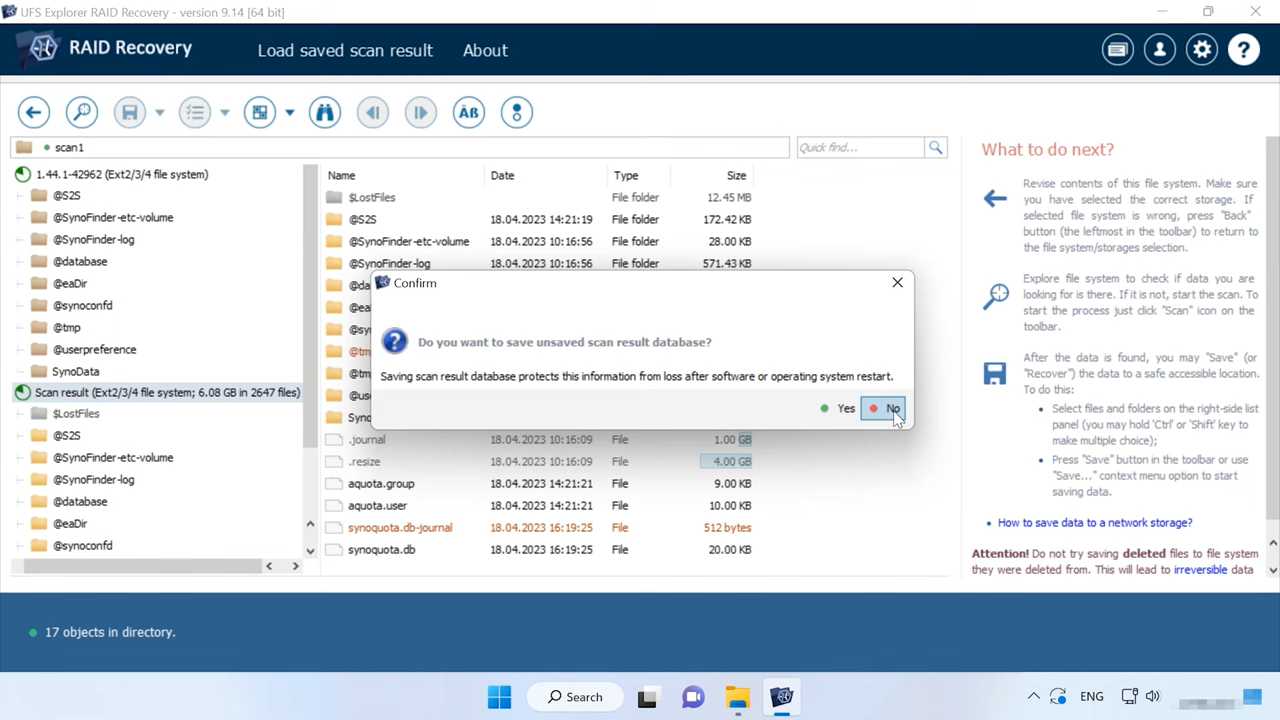 UFS Explorer RAID Recovery - version 9.14 [64 bit]
RAID Recovery
Load saved scan result
About
?
Äß
scan1
Quick find...
1.44.1-42962 (Ext2/3/4 file system)
@S2S
@SynoFinder-etc-volume
@SynoFinder-log
@database
@eaDir
@synoconfd
@tmp
@userpreference
SynoData
Scan result (Ext2/3/4 file system; 6.08 GB in 2647 files)
$LostFiles
@S2S
@SynoFinder-etc-volume
@SynoFinder-log
@database
@eaDir
@synoconfd
Name Date Type Size
$LostFiles File folder 12.45 MB
@S2S 18.04.2023 14:21:19 File folder 172.42 KB
@SynoFinder-etc-volume 18.04.2023 10:16:56 File folder 28.00 KB
@SynoFinder-log 18.04.2023 10:16:56 File folder 571.43 KB
@da
@ea
@sy
@tm
@tm
@us
Syno
.journal 18.04.2023 10:16:09 File 1.00 GB
.resize 18.04.2023 10:16:09 File 4.00 GB
aquota.group 18.04.2023 14:21:21 File 9.00 KB
aquota.user 18.04.2023 14:21:21 File 10.00 KB
synoquota.db-journal 18.04.2023 16:19:25 File 512 bytes
synoquota.db 18.04.2023 16:19:25 File 20.00 KB
Confirm
?
Do you want to save unsaved scan result database?
Saving scan result database protects this information from loss after software or operating system restart.
Yes
No
What to do next?
Revise contents of this file system. Make sure
you have selected the correct storage. If
selected file system is wrong, press "Back"
button (the leftmost in the toolbar) to return to
the file system/storages selection.
Explore file system to check if data you are
looking for is there. If it is not, start the scan. To
start the process just click "Scan" icon on the
toolbar.
After the data is found, you may "Save" (or
"Recover") the data to a safe accessible location.
To do this:
• Select files and folders on the right-side list
panel (you may hold 'Ctrl' or 'Shift' key to
make multiple choice);
• Press "Save" button in the toolbar or use
"Save..." context menu option to start
saving data.
• How to save data to a network storage?
Attention! Do not try saving deleted files to file system
they were deleted from. This will lead to irreversible data
17 objects in directory.
Search
ENG